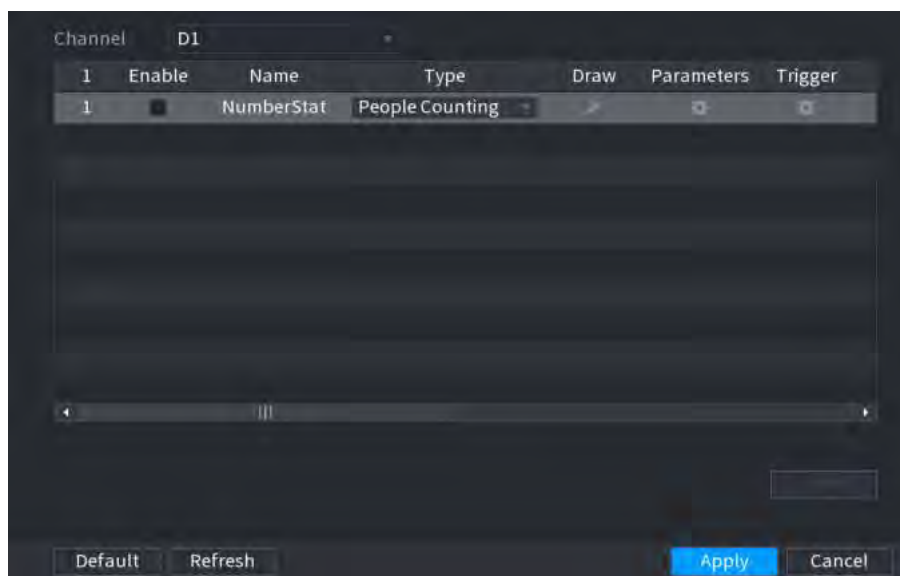 Channel D1
1 Enable Name Type Draw Parameters Trigger
1 NumberStat People Counting
Default Refresh Apply Cancel